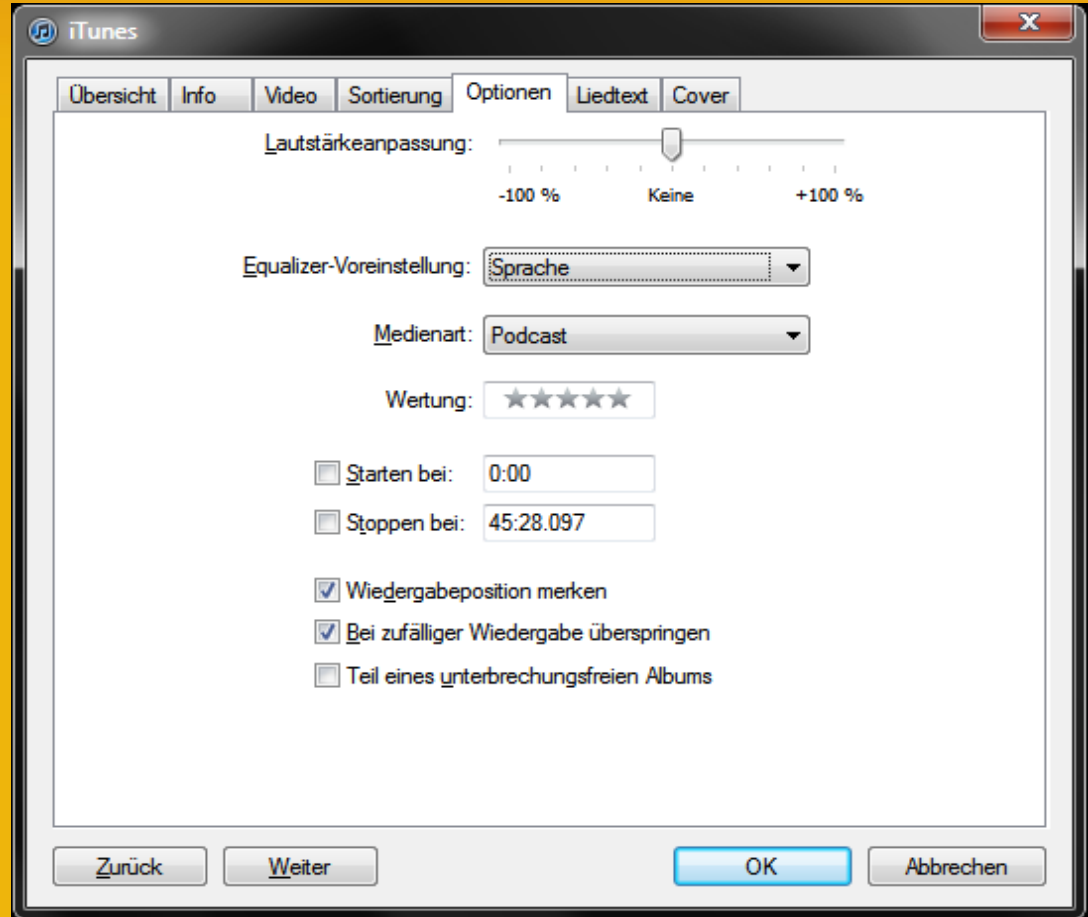 iTunes
Übersicht Info Video Sortierung Optionen Liedtext Cover
Lautstärkeanpassung:
-100 % Keine +100 %
Equalizer-Voreinstellung: Sprache
Medienart: Podcast
Wertung: ★★★★★
Starten bei: 0:00
Stoppen bei: 45:28.097
Wiedergabeposition merken
Bei zufälliger Wiedergabe überspringen
Teil eines unterbrechungsfreien Albums
Zurück Weiter OK Abbrechen